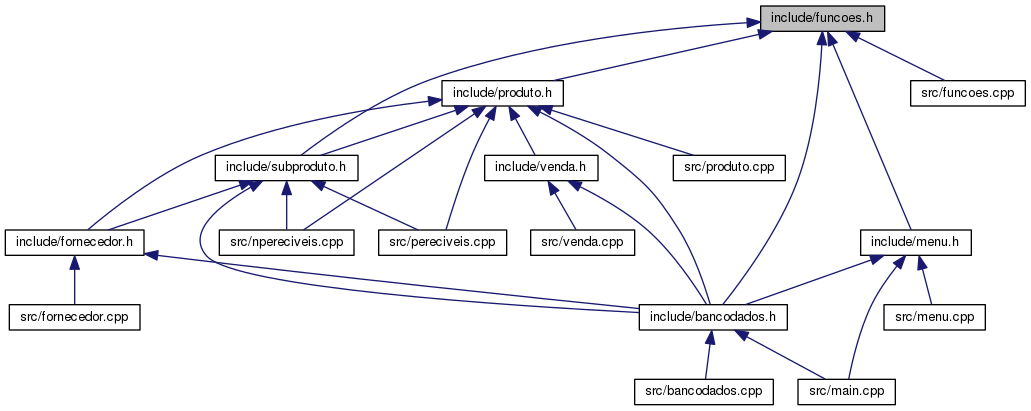 include/funcoes.h
include/produto.h
src/funcoes.cpp
include/subproduto.h
include/venda.h
src/produto.cpp
include/fornecedor.h
src/npereciveis.cpp
src/pereciveis.cpp
src/venda.cpp
include/menu.h
src/fornecedor.cpp
include/bancodados.h
src/menu.cpp
src/bancodados.cpp
src/main.cpp